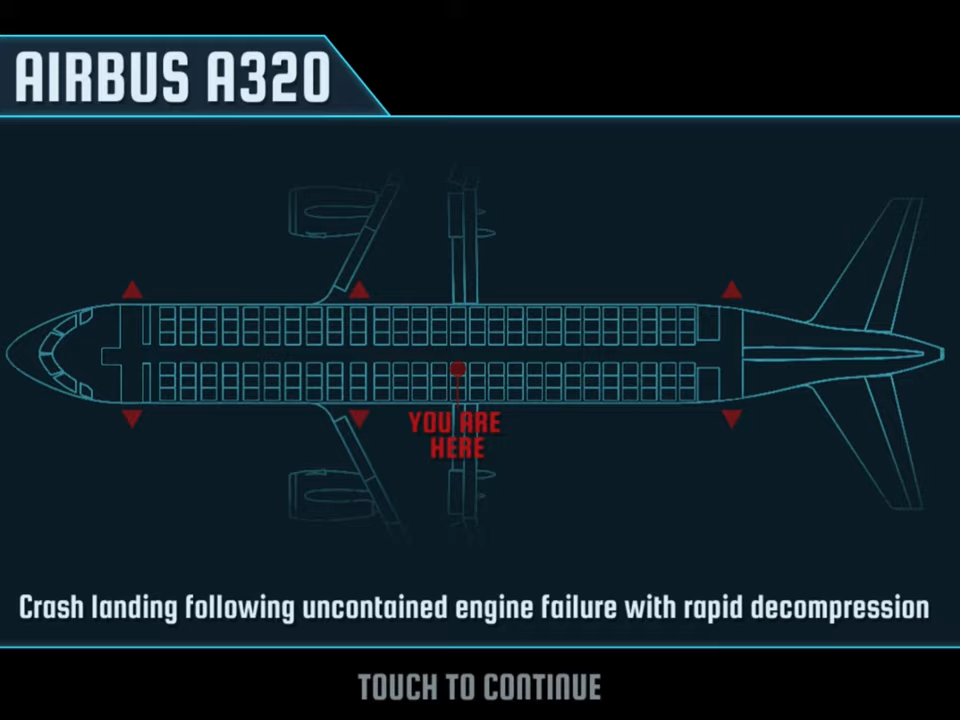 AIRBUS A320
YOU ARE
HERE
Crash landing following uncontained engine failure with rapid decompression
TOUCH TO CONTINUE